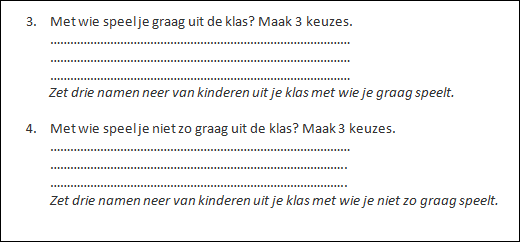 3. Met wie speel je graag uit de klas? Maak 3 keuzes.
…………………………………………………………………………………
…………………………………………………………………………………
…………………………………………………………………………………
Zet drie namen neer van kinderen uit je klas met wie je graag speelt.
4. Met wie speel je niet zo graag uit de klas? Maak 3 keuzes.
…………………………………………………………………………………
……………………………………………………………………………….
……………………………………………………………………………….
Zet drie namen neer van kinderen uit je klas met wie je niet zo graag speelt.